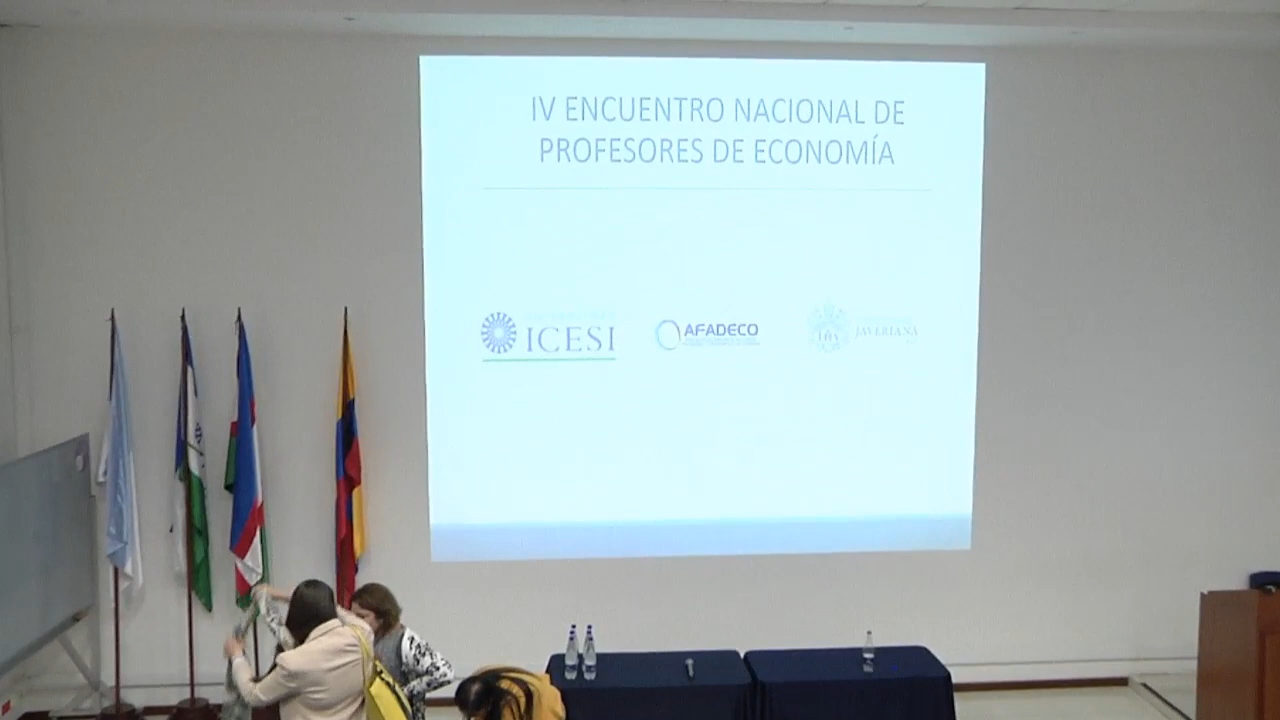 IV ENCUENTRO NACIONAL DE
PROFESORES DE ECONOMÍA
ICESI
AFADECO
JAVERIANA